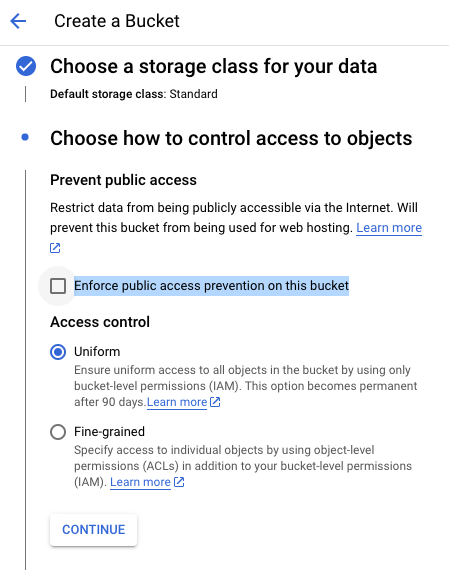 Create a Bucket
Choose a storage class for your data
Default storage class: Standard
Choose how to control access to objects
Prevent public access
Restrict data from being publicly accessible via the Internet. Will
prevent this bucket from being used for web hosting. Learn more
Enforce public access prevention on this bucket
Access control
Uniform
Ensure uniform access to all objects in the bucket by using only
bucket-level permissions (IAM). This option becomes permanent
after 90 days.Learn more
Fine-grained
Specify access to individual objects by using object-level
permissions (ACLs) in addition to your bucket-level permissions
(IAM). Learn more
CONTINUE